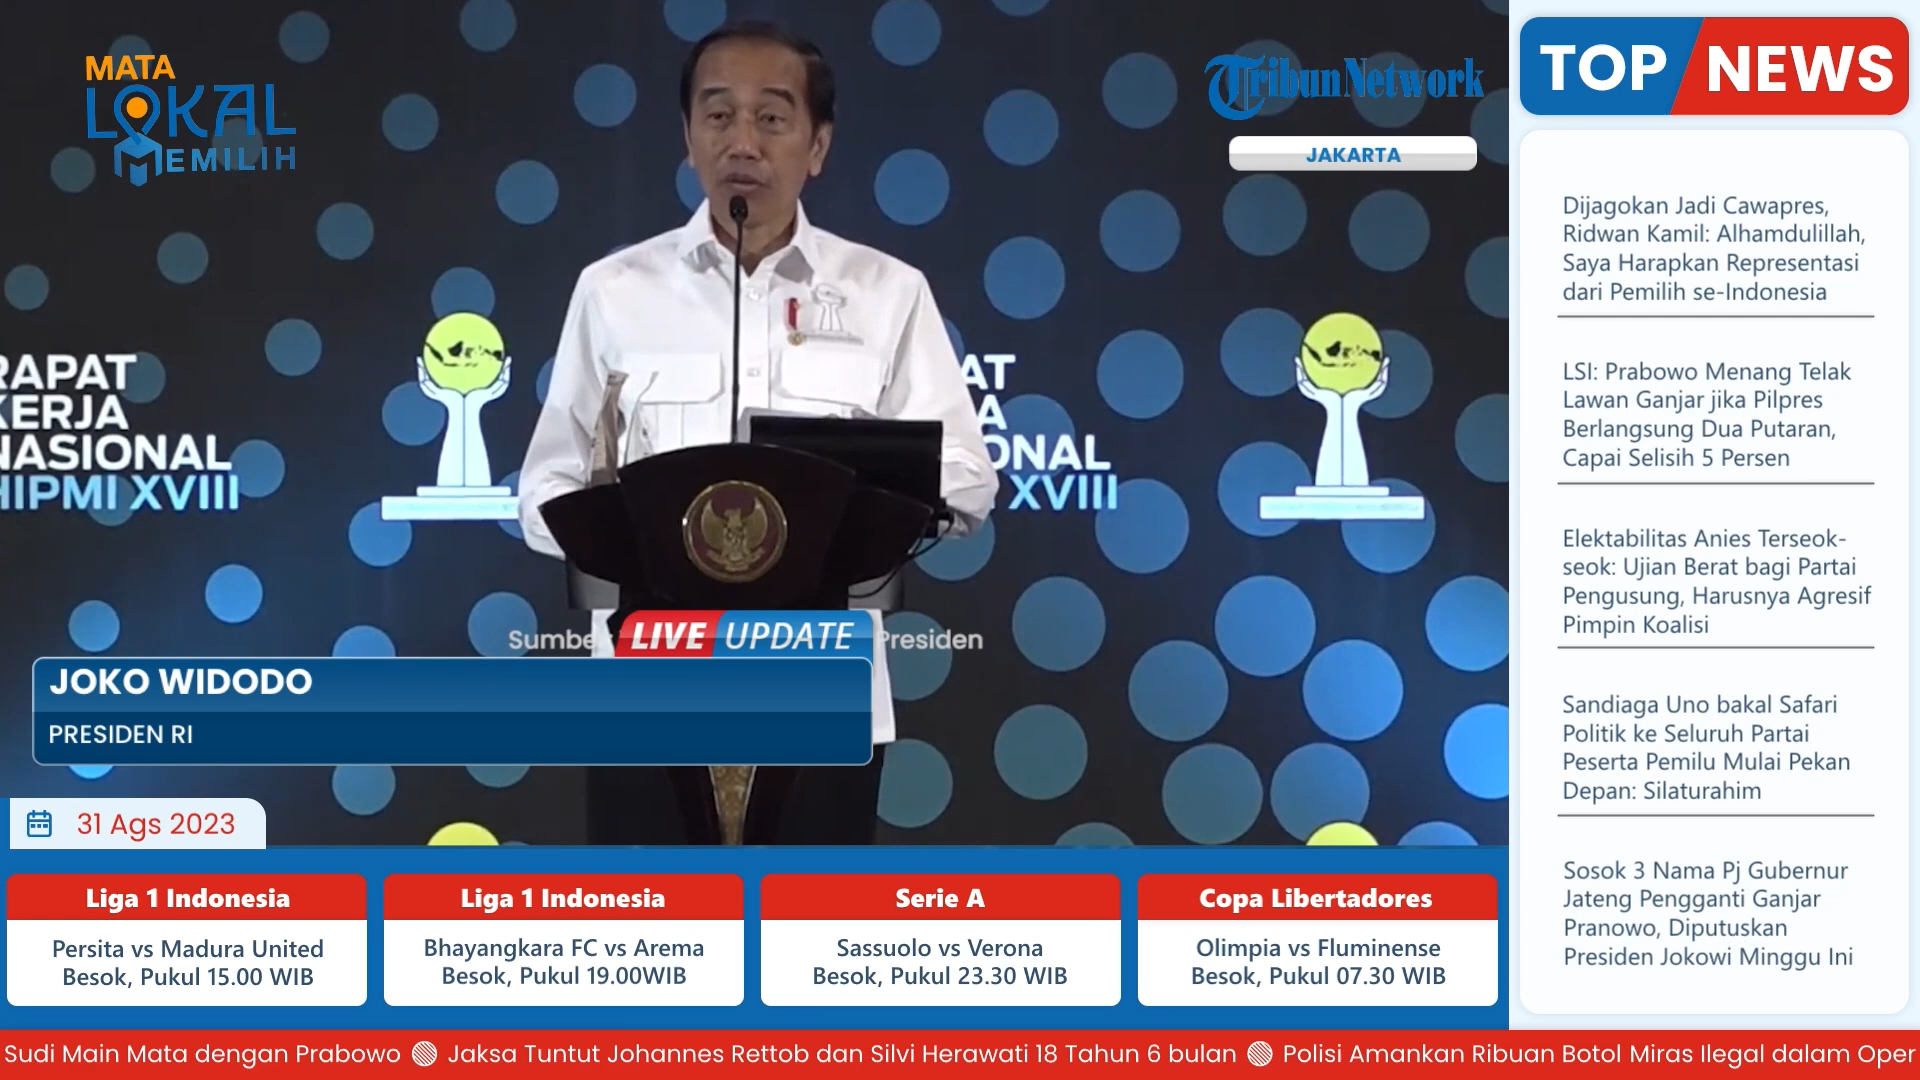 MATA
LOKAL
MEMILIH
TribunNetwork
JAKARTA
RAPAT
KERJA
NASIONAL
HIPMI XVIII
AT
A
ONAL
XVIII
LIVE UPDATE
Sumbe
Presiden
JOKO WIDODO
PRESIDEN RI
31 Ags 2023
Liga 1 Indonesia
Persita vs Madura United
Besok, Pukul 15.00 WIB
Liga 1 Indonesia
Bhayangkara FC vs Arema
Besok, Pukul 19.00WIB
Serie A
Sassuolo vs Verona
Besok, Pukul 23.30 WIB
Copa Libertadores
Olimpia vs Fluminense
Besok, Pukul 07.30 WIB
TOP NEWS
Dijagokan Jadi Cawapres,
Ridwan Kamil: Alhamdulillah,
Saya Harapkan Representasi
dari Pemilih se-Indonesia
LSI: Prabowo Menang Telak
Lawan Ganjar jika Pilpres
Berlangsung Dua Putaran,
Capai Selisih 5 Persen
Elektabilitas Anies Terseok-
seok: Ujian Berat bagi Partai
Pengusung, Harusnya Agresif
Pimpin Koalisi
Sandiaga Uno bakal Safari
Politik ke Seluruh Partai
Peserta Pemilu Mulai Pekan
Depan: Silaturahim
Sosok 3 Nama Pj Gubernur
Jateng Pengganti Ganjar
Pranowo, Diputuskan
Presiden Jokowi Minggu Ini
Sudi Main Mata dengan Prabowo Jaksa Tuntut Johannes Rettob dan Silvi Herawati 18 Tahun 6 bulan Polisi Amankan Ribuan Botol Miras Ilegal dalam Oper